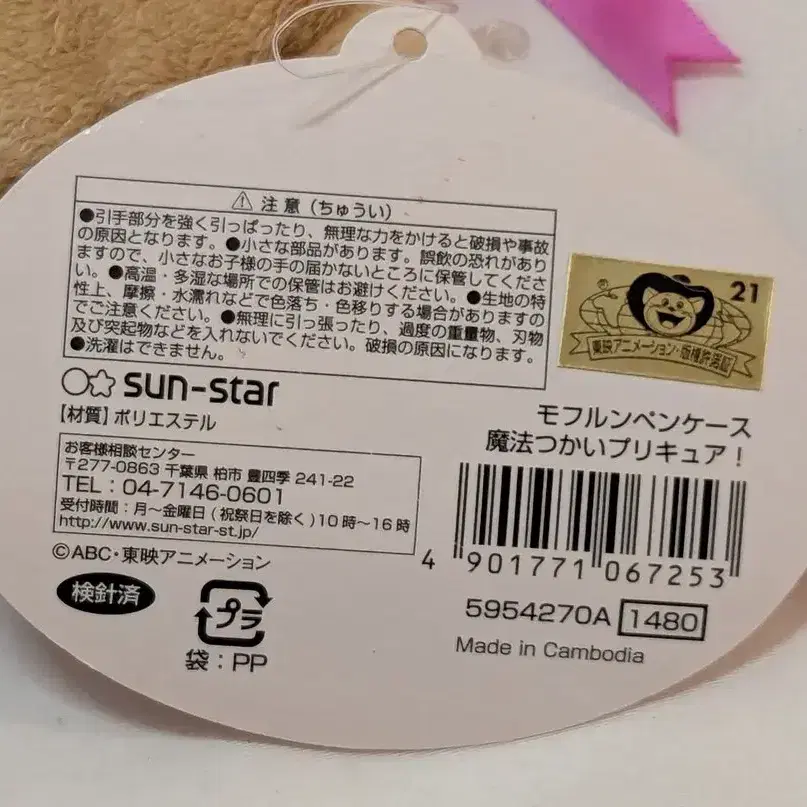 ⚠ 注意（ちゅうい）
●引手部分を強く引っぱったり、無理な力をかけると破損や事故
の原因となります。●小さな部品があります。誤飲の恐れがあり
ますので、小さなお子様の手の届かないところに保管してくださ
い。●高温・多湿な場所での保管はお避けください。●生地の特
性上、摩擦・水濡れなどで色落ち・色移りする場合がありますの
でご注意ください。●無理に引っ張ったり、過度の重量物、刃物
及び突起物などを入れないでください。破損の原因になります。
●洗濯はできません。
21
東映アニメーション・版権許諾証
sun-star
【材質】ポリエステル
お客様相談センター
〒277-0863 千葉県 柏市 豊四季 241-22
TEL：04-7146-0601
受付時間：月〜金曜日(祝祭日を除く)10時〜16時
http://www.sun-star-st.jp/
©ABC・東映アニメーション
検針済
プラ
袋：PP
モフルンペンケース
魔法つかいプリキュア！
4 901771 067253
5954270A 1480
Made in Cambodia